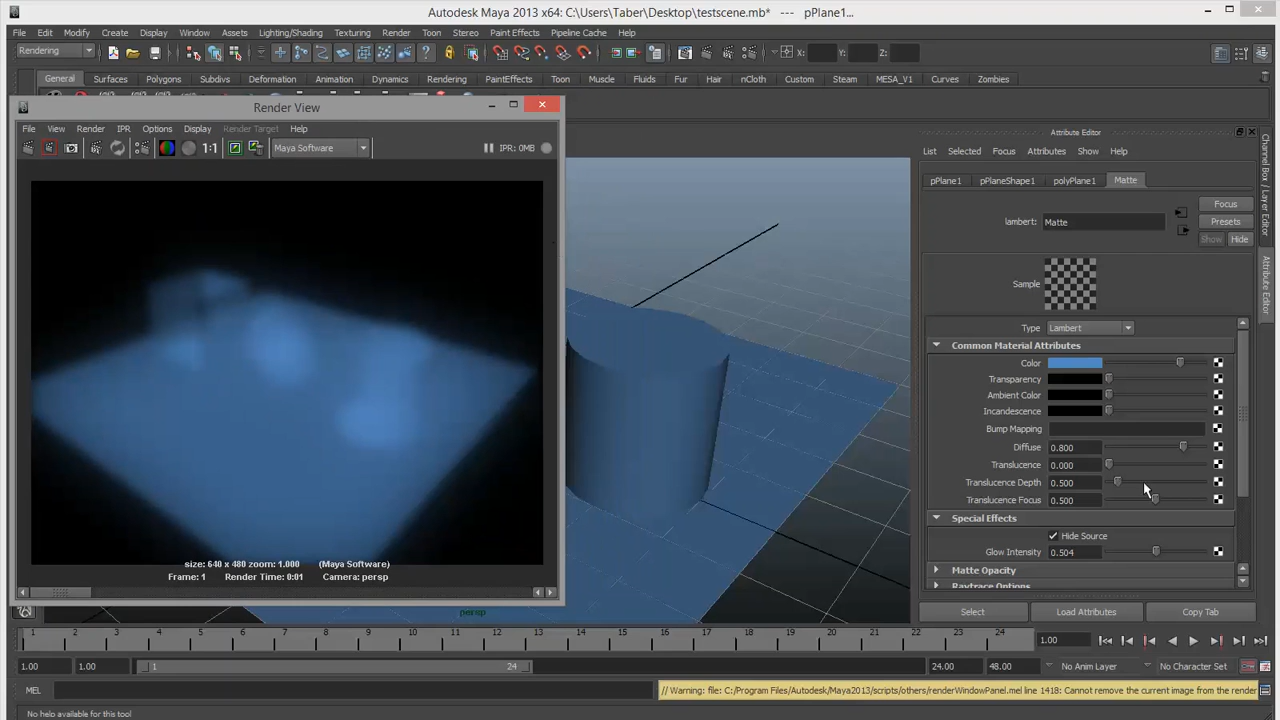 Autodesk Maya 2013 x64: C:\Users\Taber\Desktop\testscene.mb* --- pPlane1...
File Edit Modify Create Display Window Assets Lighting/Shading Texturing Render Toon Stereo Paint Effects Pipeline Cache Help
Rendering X: Y: Z:
General Surfaces Polygons Subdivs Deformation Animation Dynamics Rendering PaintEffects Toon Muscle Fluids Fur Hair nCloth Custom Steam MESA_V1 Curves Zombies
Render View
File View Render IPR Options Display Render Target Help
1:1 Maya Software IPR: 0MB
size: 640 x 480 zoom: 1.000 (Maya Software)
Frame: 1 Render Time: 0:01 Camera: persp
persp
Attribute Editor
List Selected Focus Attributes Show Help
pPlane1 pPlaneShape1 polyPlane1 Matte
Focus
lambert: Matte Presets
Show Hide
Sample
Type Lambert
Common Material Attributes
Color
Transparency
Ambient Color
Incandescence
Bump Mapping
Diffuse 0.800
Translucence 0.000
Translucence Depth 0.500
Translucence Focus 0.500
Special Effects
Hide Source
Glow Intensity 0.504
Matte Opacity
Raytrace Options
Select Load Attributes Copy Tab
Channel Box / Layer Editor
Attribute Editor
1 2 3 4 5 6 7 8 9 10 11 12 13 14 15 16 17 18 19 20 21 22 23 24 1.00
1.00 1.00 1 24 24.00 48.00 No Anim Layer No Character Set
MEL // Warning: file: C:/Program Files/Autodesk/Maya2013/scripts/others/renderWindowPanel.mel line 1418: Cannot remove the current image from the render
No help available for this tool